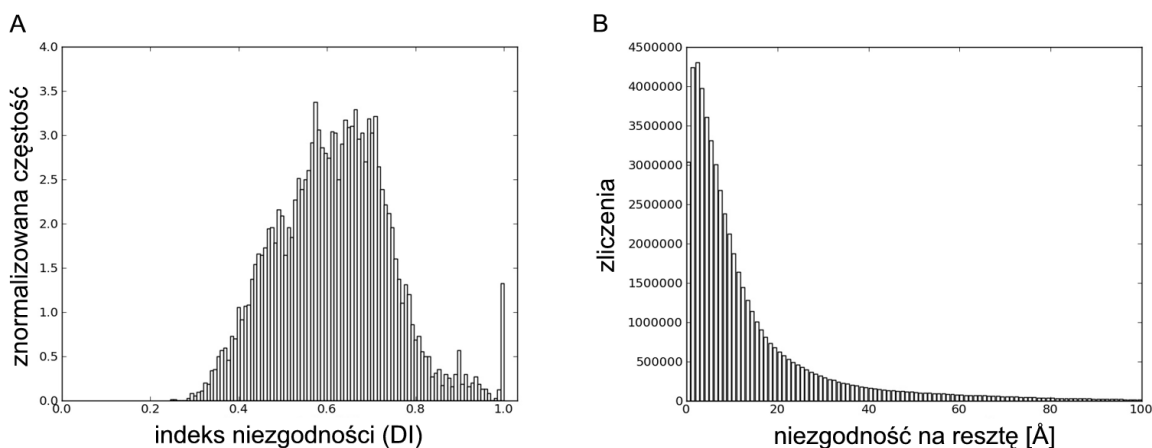 A
4.0
3.5
3.0
2.5
2.0
1.5
1.0
0.5
0.0
znormalizowana częstość
0.0 0.2 0.4 0.6 0.8 1.0
indeks niezgodności (DI)
B
4500000
4000000
3500000
3000000
2500000
2000000
1500000
1000000
500000
0
zliczenia
0 20 40 60 80 100
niezgodność na resztę [Å]